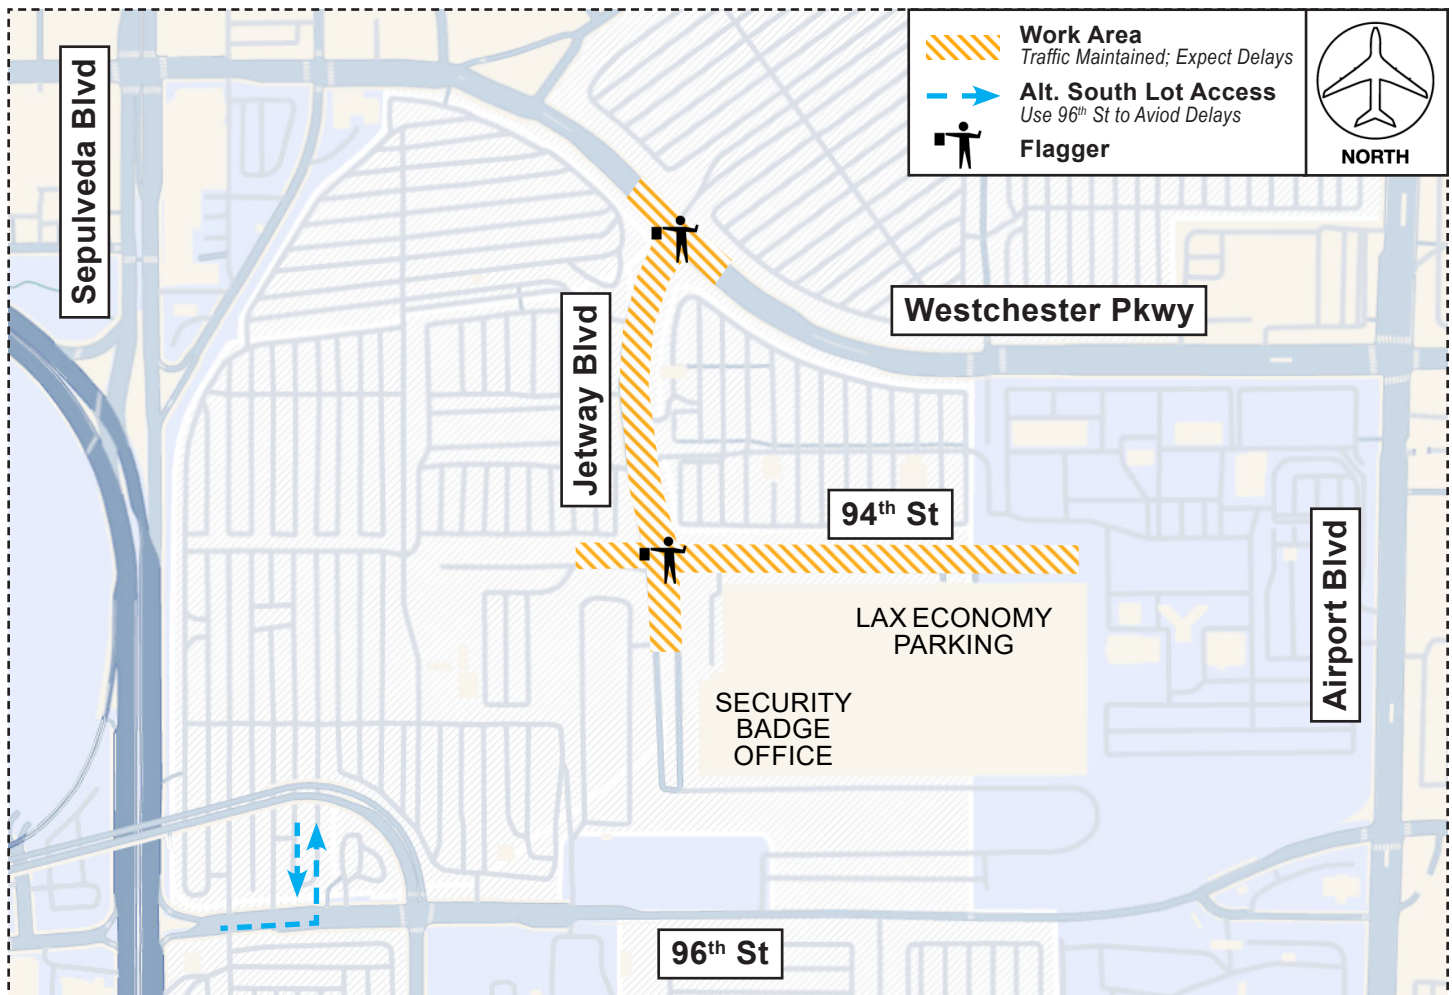 Work Area
Traffic Maintained; Expect Delays
Alt. South Lot Access
Use 96th St to Aviod Delays
Flagger
NORTH
Sepulveda Blvd
Westchester Pkwy
Jetway Blvd
94th St
Airport Blvd
LAX ECONOMY
PARKING
SECURITY
BADGE
OFFICE
96th St